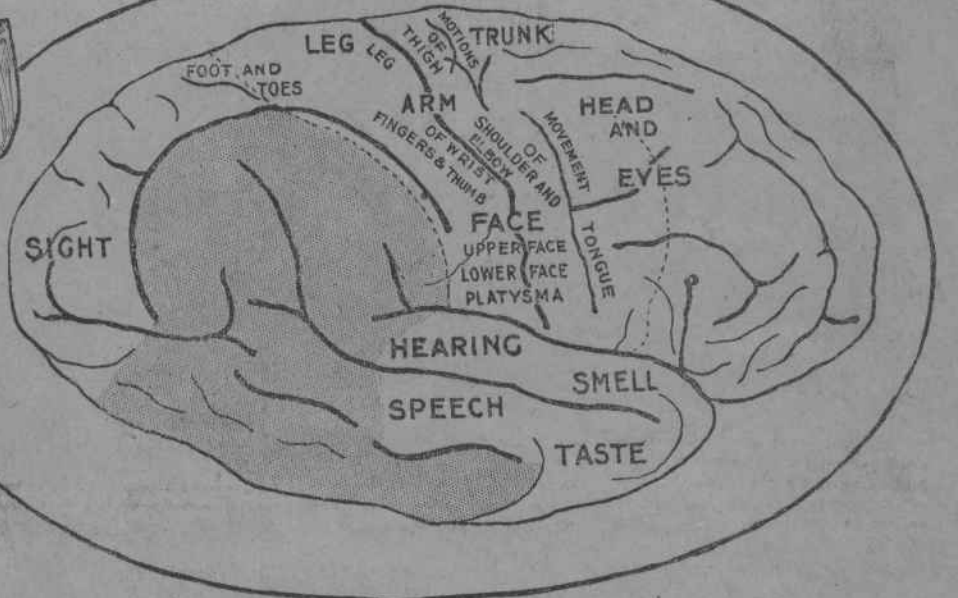 LEG
LEG
MOTIONS
OF
THIGH
TRUNK
FOOT AND
TOES
ARM
OF WRIST
FINGERS & THUMB
SHOULDER AND
ELBOW
OF
MOVEMENT
TONGUE
HEAD
AND
EYES
SIGHT
FACE
UPPER FACE
LOWER FACE
PLATYSMA
HEARING
SMELL
SPEECH
TASTE